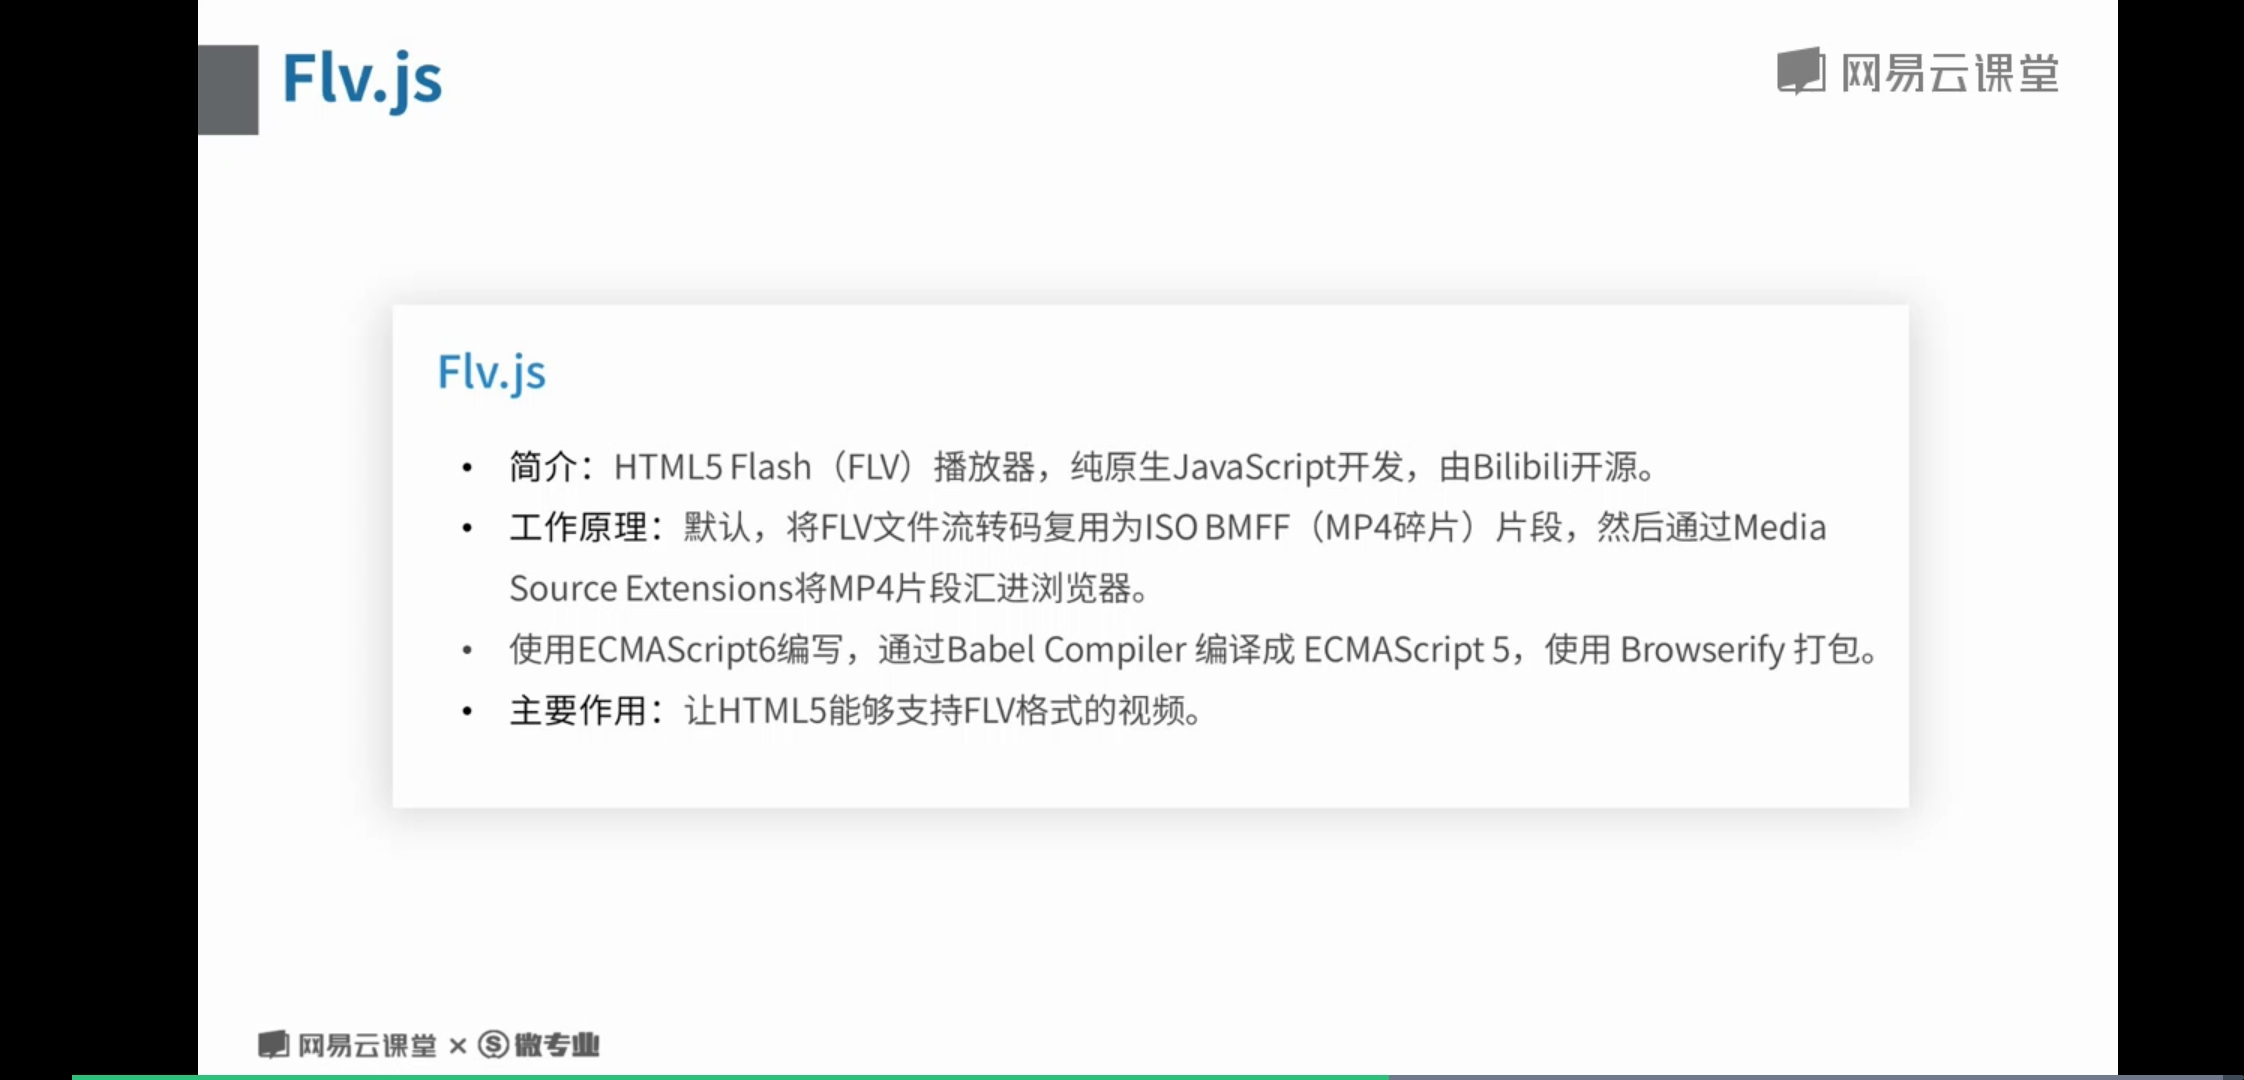 Flv.js
网易云课堂
Flv.js
• 简介：HTML5 Flash（FLV）播放器，纯原生JavaScript开发，由Bilibili开源。
• 工作原理：默认，将FLV文件流转码复用为ISO BMFF（MP4碎片）片段，然后通过Media
Source Extensions将MP4片段汇进浏览器。
• 使用ECMAScript6编写，通过Babel Compiler 编译成 ECMAScript 5，使用 Browserify 打包。
• 主要作用：让HTML5能够支持FLV格式的视频。
网易云课堂 × 微专业